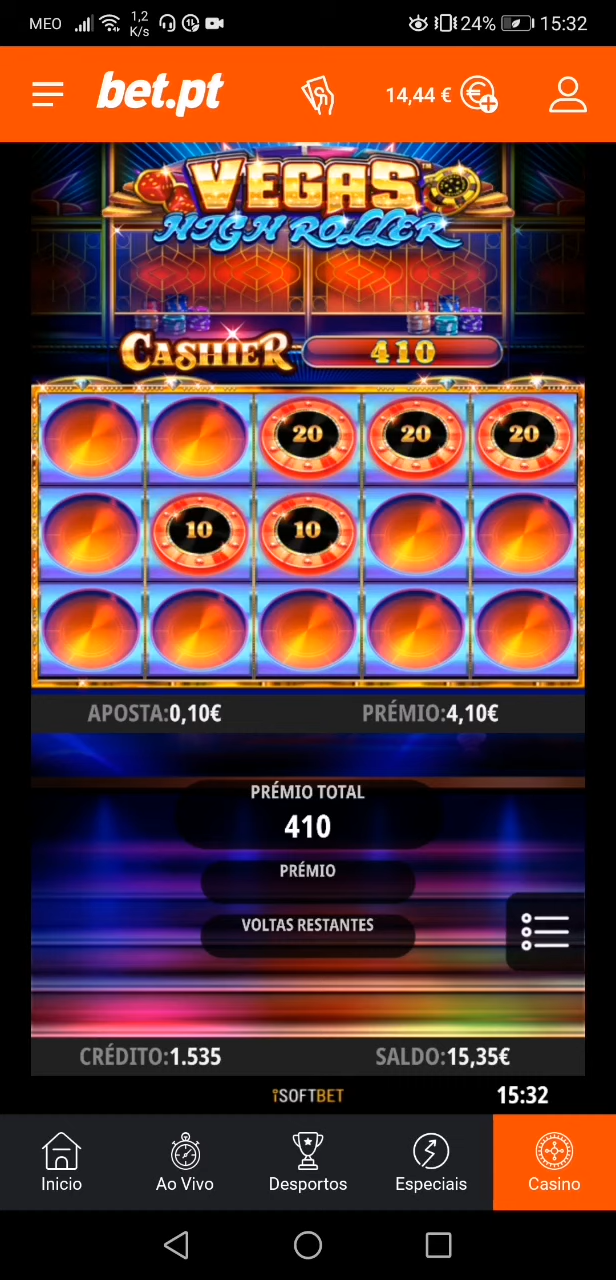 MEO 1,2 K/s 24% 15:32
bet.pt 14,44 €
VEGAS
HIGH ROLLER
CASHIER 410
20 20 20
10 10
APOSTA:0,10€ PRÉMIO:4,10€
PRÉMIO TOTAL
410
PRÉMIO
VOLTAS RESTANTES
CRÉDITO:1.535 SALDO:15,35€
iSOFTBET 15:32
Inicio Ao Vivo Desportos Especiais Casino